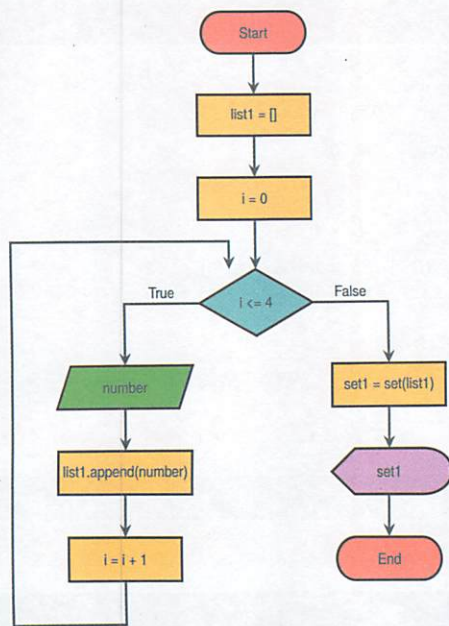 Start
list1 = []
i = 0
i <= 4
True
False
number
list1.append(number)
i = i + 1
set1 = set(list1)
set1
End